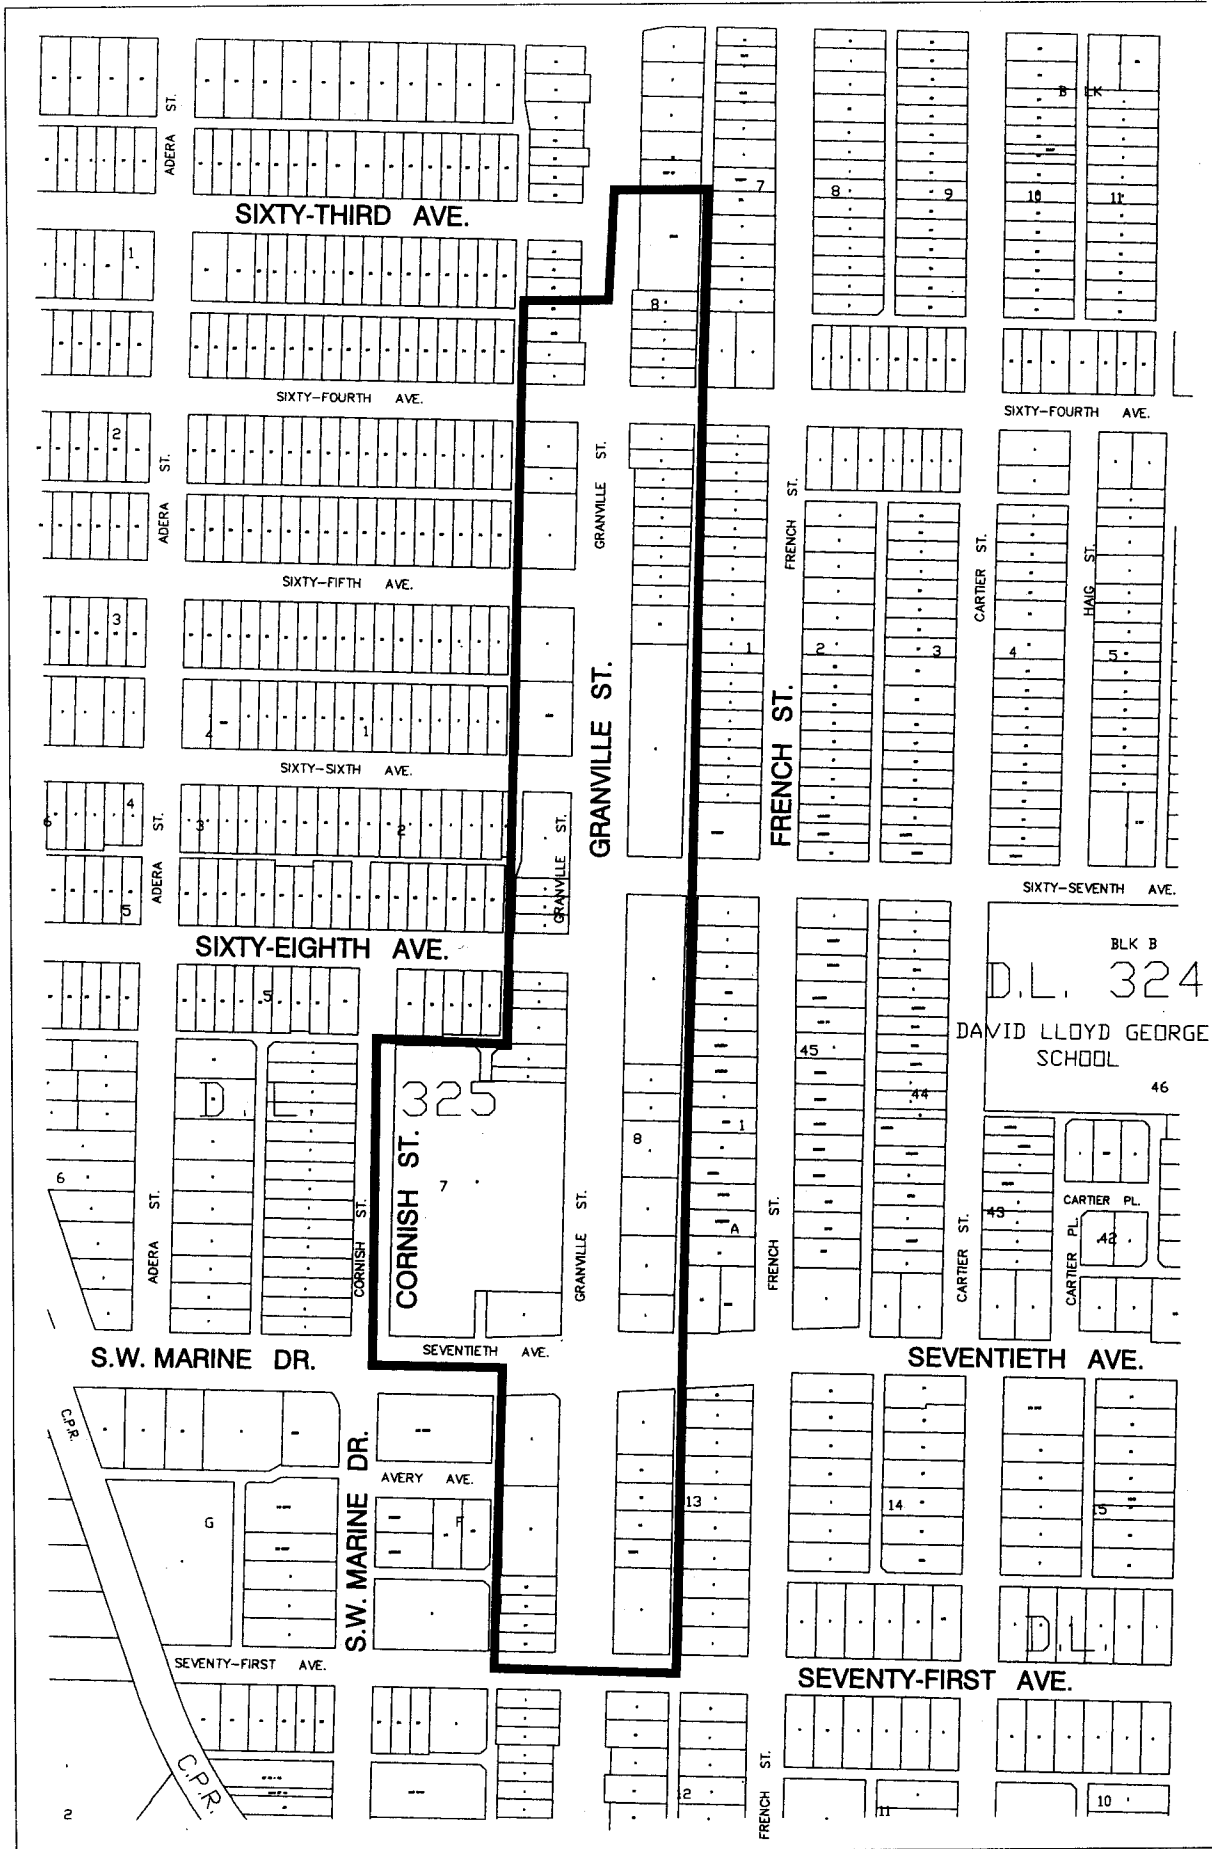 ADERA ST.
B LK
7
8
9
10
11
SIXTY-THIRD AVE.
1
8
SIXTY-FOURTH AVE.
SIXTY-FOURTH AVE.
2
ADERA ST.
GRANVILLE ST.
FRENCH ST.
CARTIER ST.
HAIG ST.
SIXTY-FIFTH AVE.
3
1
2
3
4
5
GRANVILLE ST.
FRENCH ST.
4
1
SIXTY-SIXTH AVE.
6
4
ADERA ST.
3
2
GRANVILLE ST.
5
SIXTY-SEVENTH AVE.
SIXTY-EIGHTH AVE.
BLK B
D.L. 324
DAVID LLOYD GEORGE
SCHOOL
46
5
45
44
D.L. 325
CORNISH ST.
8
1
6
7
ADERA ST.
CORNISH ST.
GRANVILLE ST.
A
FRENCH ST.
CARTIER ST.
43
CARTIER PL.
CARTIER PL.
42
SEVENTIETH AVE.
S.W. MARINE DR.
SEVENTIETH AVE.
C.P.R.
S.W. MARINE DR.
AVERY AVE.
G
F
13
14
15
D.L.
SEVENTY-FIRST AVE.
SEVENTY-FIRST AVE.
C.P.R.
FRENCH ST.
2
12
11
10